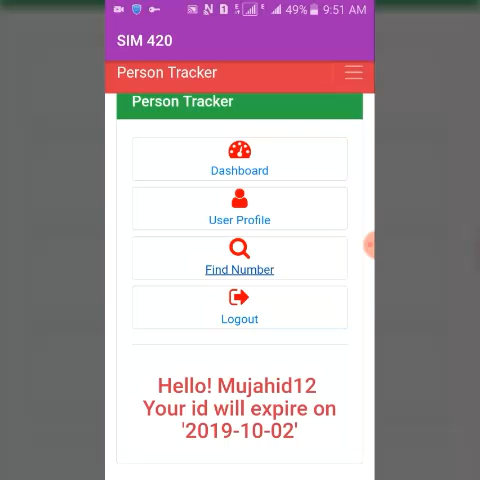 49% 9:51 AM
SIM 420
Person Tracker
Person Tracker
Dashboard
User Profile
Find Number
Logout
Hello! Mujahid12
Your id will expire on
'2019-10-02'